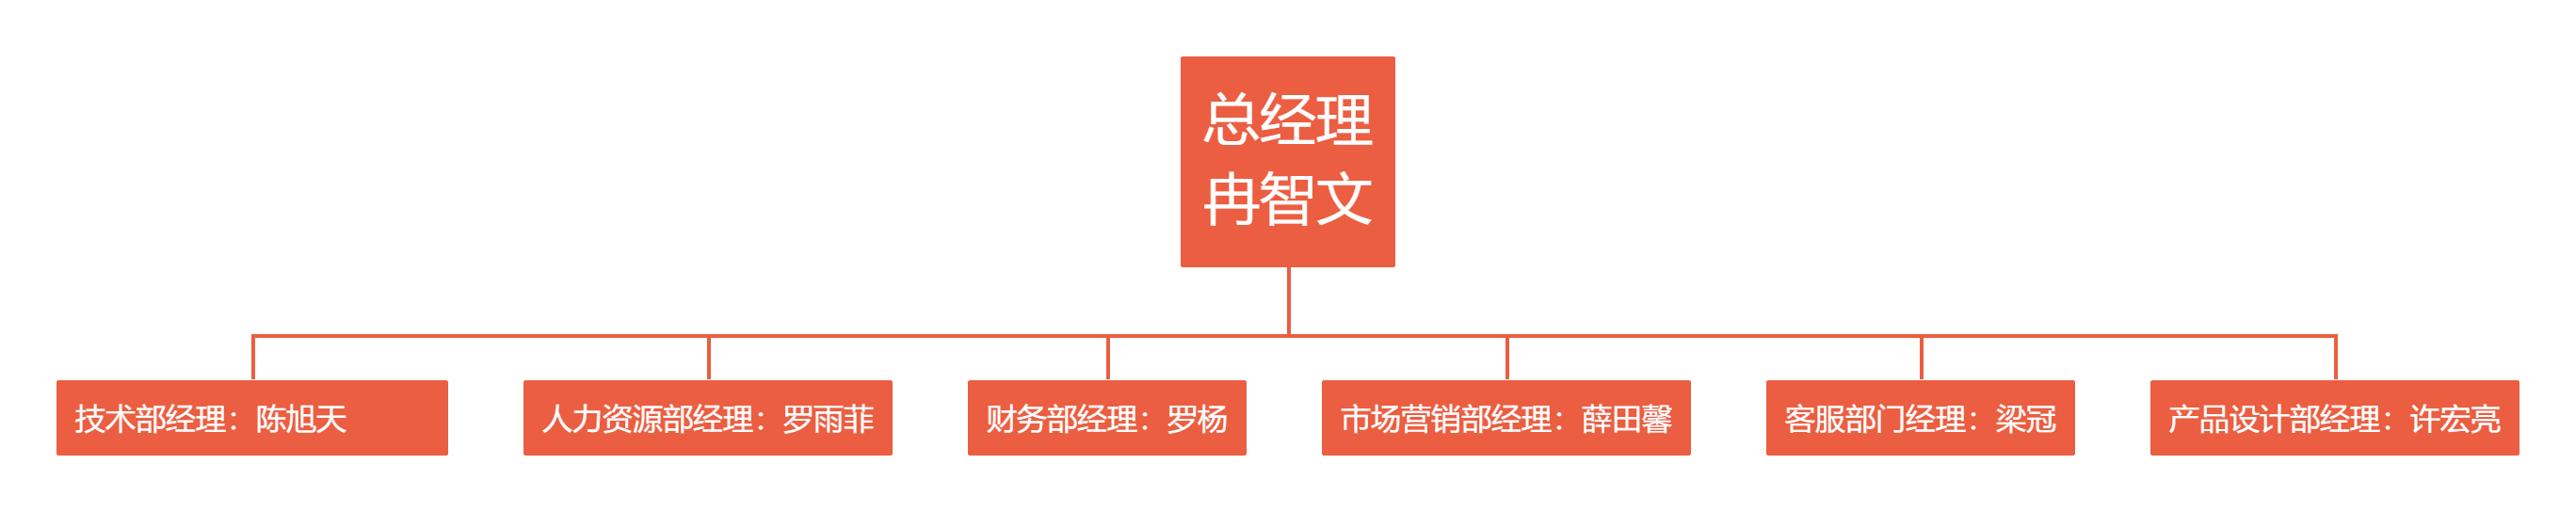 总经理
冉智文
技术部经理：陈旭天
人力资源部经理：罗雨菲
财务部经理：罗杨
市场营销部经理：薛田馨
客服部门经理：梁冠
产品设计部经理：许宏亮